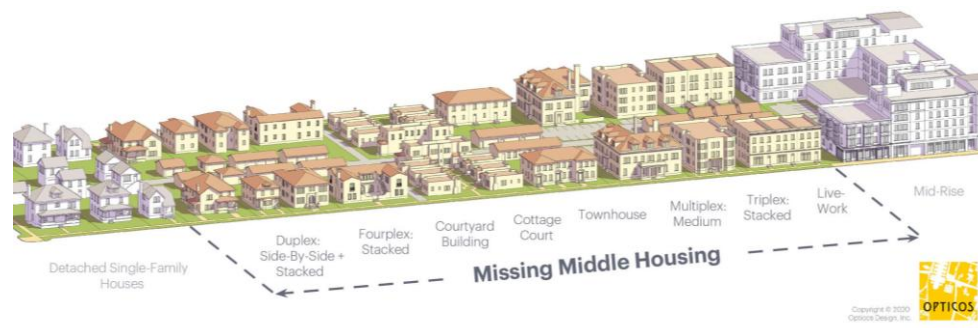 Detached Single-Family
Houses
Duplex:
Side-By-Side +
Stacked
Fourplex:
Stacked
Courtyard
Building
Cottage
Court
Townhouse
Multiplex:
Medium
Triplex:
Stacked
Live-
Work
Mid-Rise
Missing Middle Housing
Copyright © 2020
Opticos Design, Inc.
OPTICOS